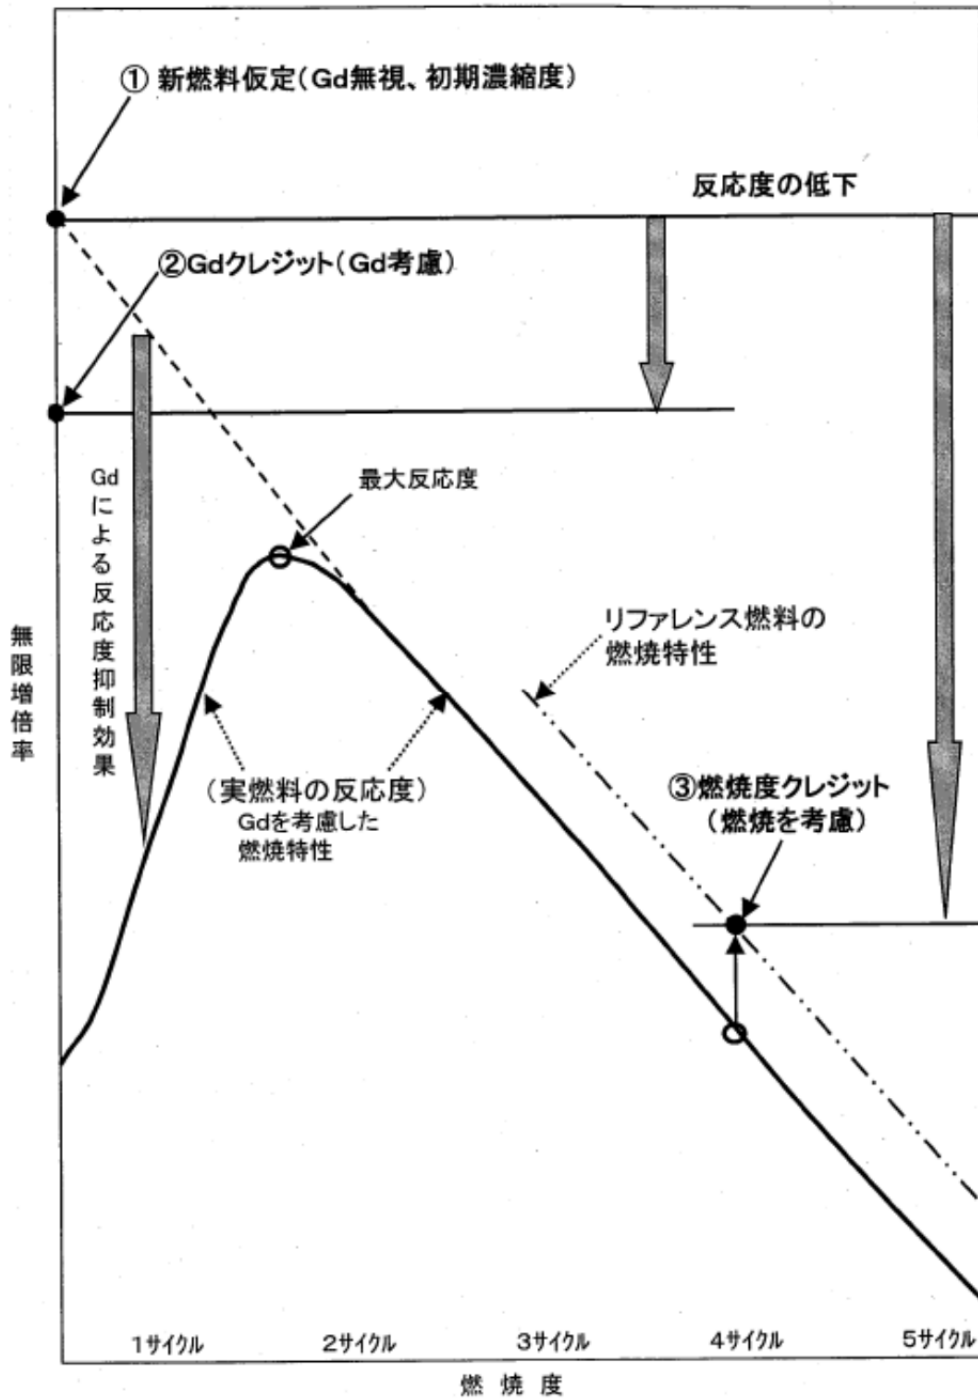 ① 新燃料仮定(Gd無視、初期濃縮度)
反応度の低下
②Gdクレジット(Gd考慮)
最大反応度
Gdによる反応度抑制効果
無限増倍率
リファレンス燃料の
燃焼特性
③燃焼度クレジット
(燃焼を考慮)
(実燃料の反応度)
Gdを考慮した
燃焼特性
1サイクル
2サイクル
3サイクル
4サイクル
5サイクル
燃焼度